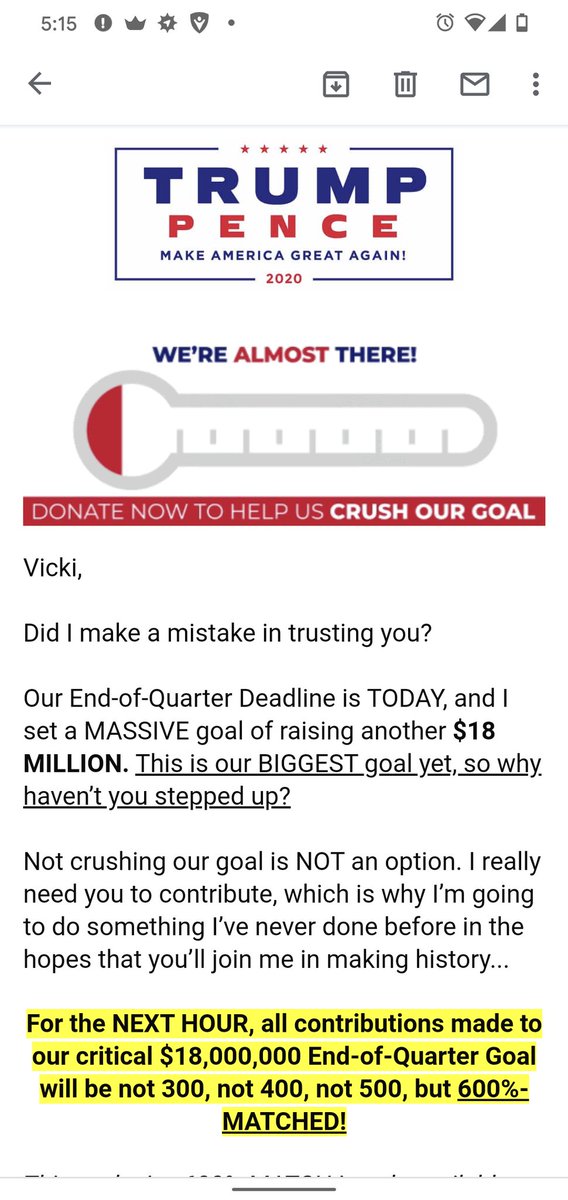 5:15
TRUMP
PENCE
MAKE AMERICA GREAT AGAIN!
2020
WE'RE ALMOST THERE!
DONATE NOW TO HELP US CRUSH OUR GOAL
Vicki,
Did I make a mistake in trusting you?
Our End-of-Quarter Deadline is TODAY, and I
set a MASSIVE goal of raising another $18
MILLION. This is our BIGGEST goal yet, so why
haven't you stepped up?
Not crushing our goal is NOT an option. I really
need you to contribute, which is why I'm going
to do something I've never done before in the
hopes that you'll join me in making history...
For the NEXT HOUR, all contributions made to
our critical $18,000,000 End-of-Quarter Goal
will be not 300, not 400, not 500, but 600%-
MATCHED!